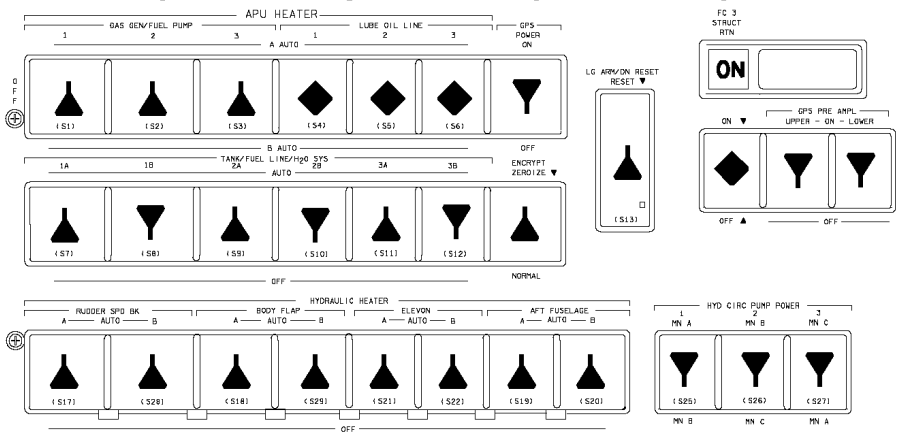 APU HEATER
GAS GEN/FUEL PUMP LUBE OIL LINE GPS
1 2 3 1 2 3 POWER
A AUTO ON
OFF
(S1) (S2) (S3) (S4) (S5) (S6)
B AUTO OFF
TANK/FUEL LINE/H2O SYS ENCRYPT
1A 1B 2A 2B 3A 3B ZEROIZE ▼
AUTO
(S7) (S8) (S9) (S10) (S11) (S12)
OFF NORMAL
LG ARM/DN RESET
RESET ▼
(S13)
FC 3
STRUCT
RTN
ON
GPS PRE AMPL
ON ▼ UPPER - ON - LOWER
OFF ▲ OFF
HYDRAULIC HEATER
RUDDER SPD BK BODY FLAP ELEVON AFT FUSELAGE
A AUTO B A AUTO B A AUTO B A AUTO B
(S17) (S28) (S18) (S29) (S21) (S22) (S19) (S20)
OFF
HYD CIRC PUMP POWER
1 2 3
MN A MN B MN C
(S25) (S26) (S27)
MN B MN C MN A